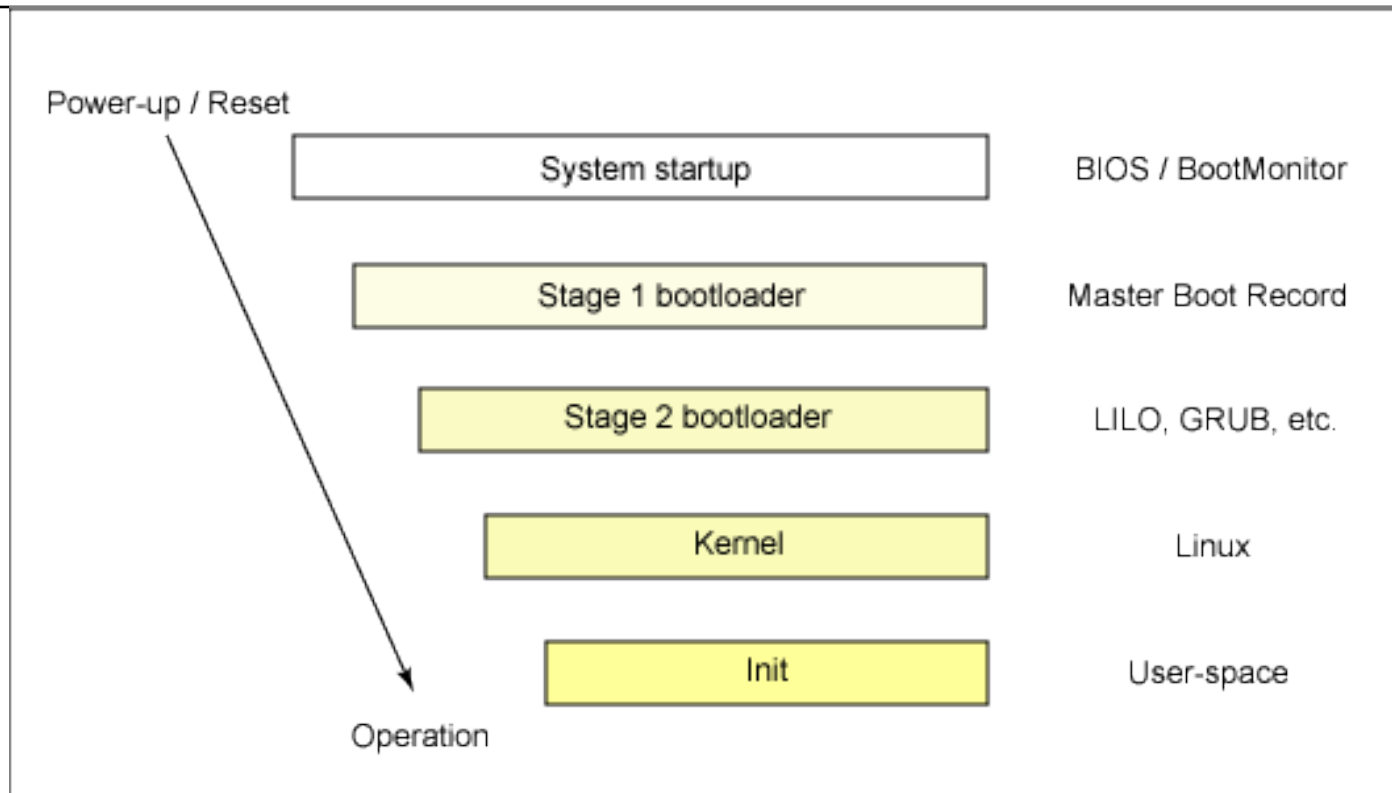 Power-up / Reset
System startup
BIOS / BootMonitor
Stage 1 bootloader
Master Boot Record
Stage 2 bootloader
LILO, GRUB, etc.
Kernel
Linux
Init
User-space
Operation